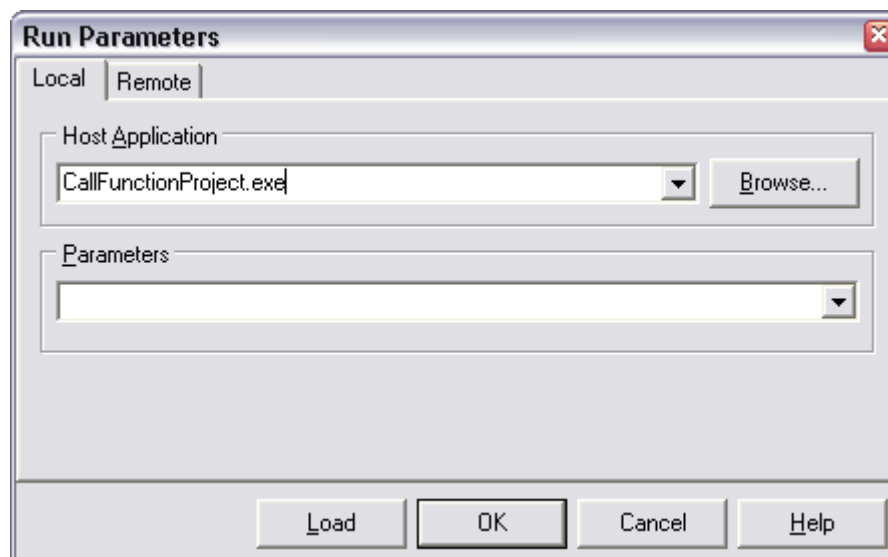 Run Parameters
Local Remote
Host Application
CallFunctionProject.exe Browse...
Parameters
Load OK Cancel Help